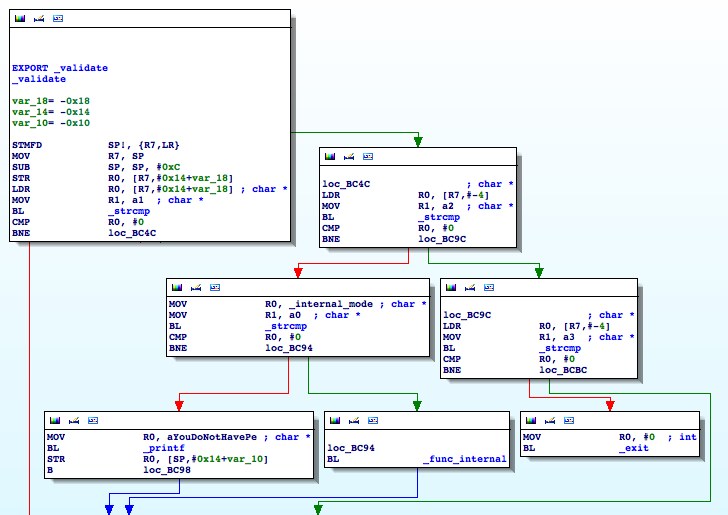 EXPORT _validate
_validate
var_18= -0x18
var_14= -0x14
var_10= -0x10
STMFD SP!, {R7,LR}
MOV R7, SP
SUB SP, SP, #0xC
STR R0, [R7,#0x14+var_18]
LDR R0, [R7,#0x14+var_18] ; char *
MOV R1, a1 ; char *
BL _strcmp
CMP R0, #0
BNE loc_BC4C
loc_BC4C ; char *
LDR R0, [R7,#-4]
MOV R1, a2 ; char *
BL _strcmp
CMP R0, #0
BNE loc_BC9C
MOV R0, _internal_mode ; char *
MOV R1, a0 ; char *
BL _strcmp
CMP R0, #0
BNE loc_BC94
loc_BC9C ; char *
LDR R0, [R7,#-4]
MOV R1, a3 ; char *
BL _strcmp
CMP R0, #0
BNE loc_BCBC
MOV R0, aYouDoNotHavePe ; char *
BL _printf
STR R0, [SP,#0x14+var_10]
B loc_BC98
loc_BC94
BL _func_internal
MOV R0, #0 ; int
BL _exit